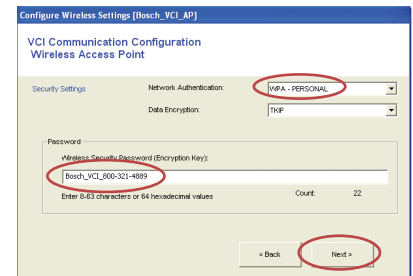 Configure Wireless Settings [Bosch_VCI_AP]
VCI Communication Configuration
Wireless Access Point
Security Settings
Network Authentication: WPA - PERSONAL
Data Encryption: TKIP
Password
Wireless Security Password (Encryption Key):
Bosch_VCI_800-321-4889
Enter 8-63 characters or 64 hexadecimal values Count: 22
< Back Next >